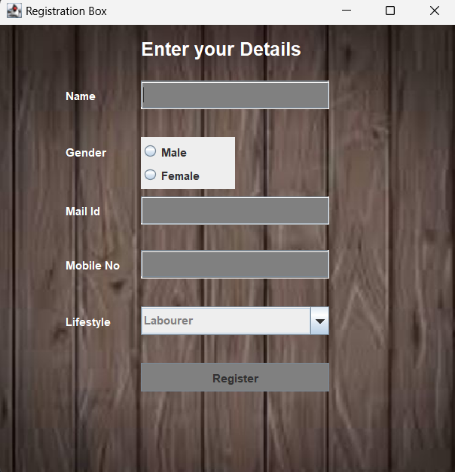 Registration Box
Enter your Details
Name
Gender
Male
Female
Mail Id
Mobile No
Lifestyle
Labourer
Register